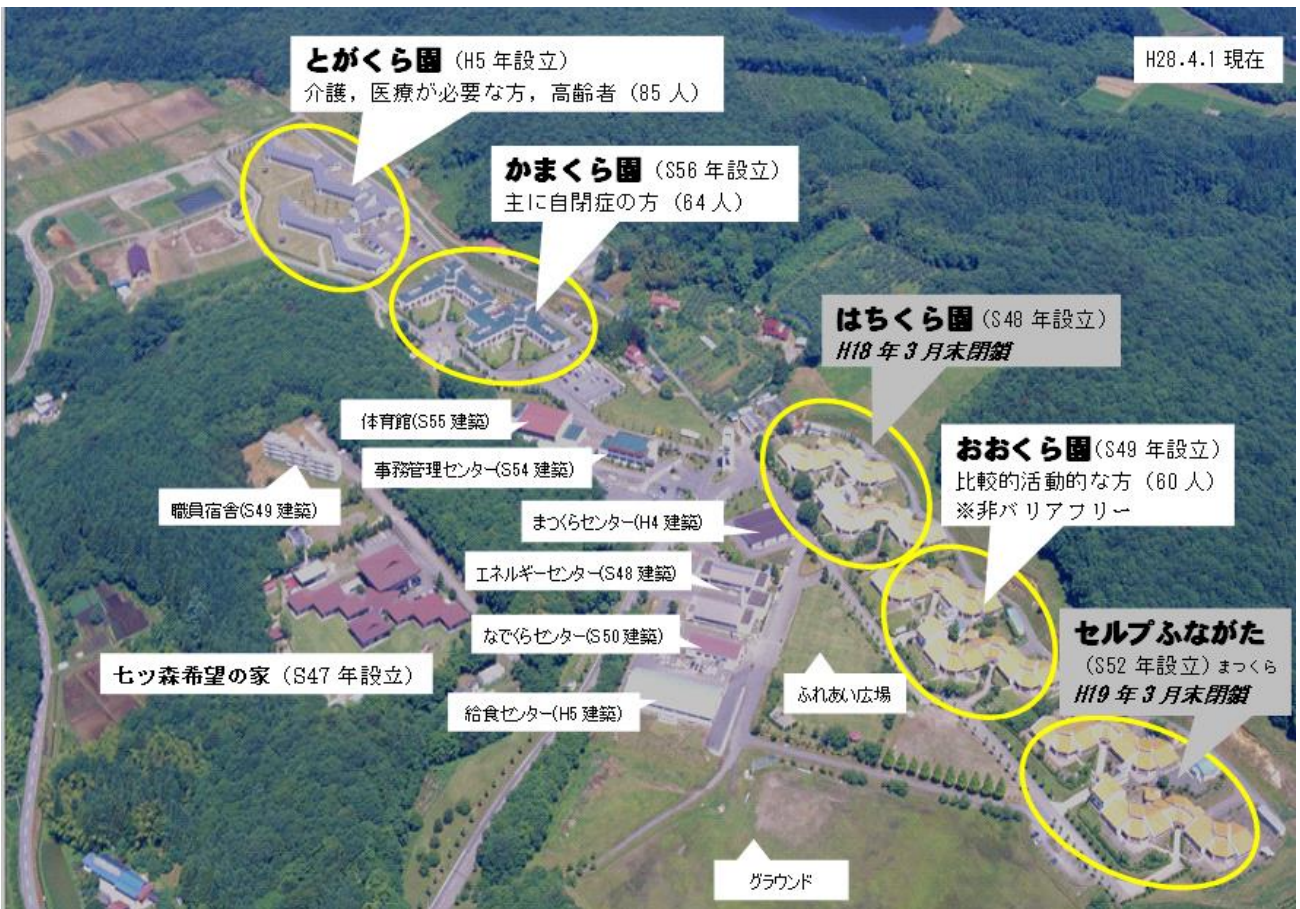 とがくら園（H5 年設立）
介護，医療が必要な方，高齢者（85 人）
H28.4.1 現在
かまくら園（S56 年設立）
主に自閉症の方（64 人）
はちくら園（S48 年設立）
H18 年 3 月末閉鎖
体育館(S55 建築)
事務管理センター(S54 建築)
おおくら園（S49 年設立）
比較的活動的な方（60 人）
※非バリアフリー
職員宿舎(S49 建築)
まつくらセンター(H4 建築)
エネルギーセンター(S48 建築)
なでくらセンター(S50 建築)
セルプふながた
（S52 年設立）まつくら
H19 年 3 月末閉鎖
七ツ森希望の家（S47 年設立）
ふれあい広場
給食センター(H5 建築)
グラウンド